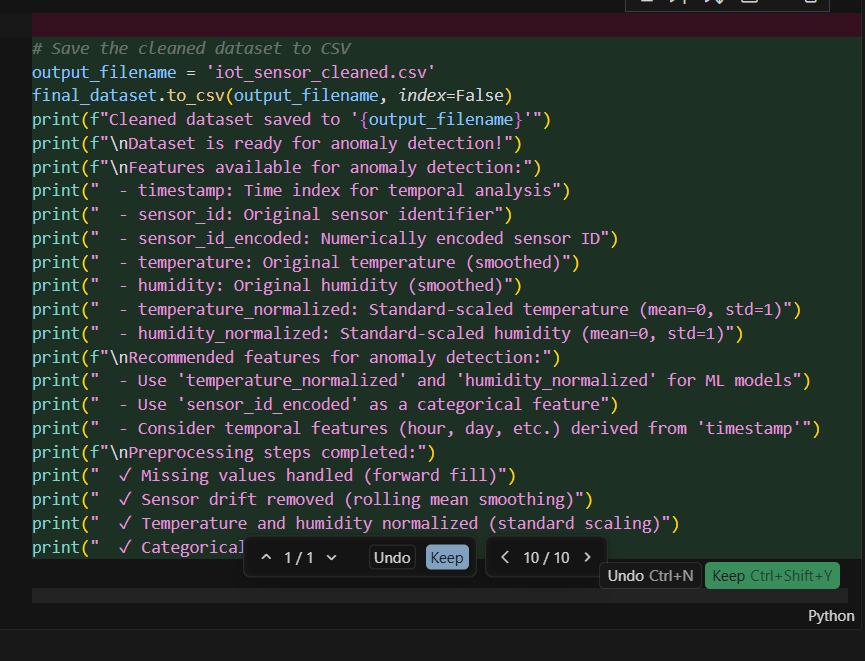 # Save the cleaned dataset to CSV
output_filename = 'iot_sensor_cleaned.csv'
final_dataset.to_csv(output_filename, index=False)
print(f"Cleaned dataset saved to '{output_filename}'")
print(f"\nDataset is ready for anomaly detection!")
print(f"\nFeatures available for anomaly detection:")
print("  - timestamp: Time index for temporal analysis")
print("  - sensor_id: Original sensor identifier")
print("  - sensor_id_encoded: Numerically encoded sensor ID")
print("  - temperature: Original temperature (smoothed)")
print("  - humidity: Original humidity (smoothed)")
print("  - temperature_normalized: Standard-scaled temperature (mean=0, std=1)")
print("  - humidity_normalized: Standard-scaled humidity (mean=0, std=1)")
print(f"\nRecommended features for anomaly detection:")
print("  - Use 'temperature_normalized' and 'humidity_normalized' for ML models")
print("  - Use 'sensor_id_encoded' as a categorical feature")
print("  - Consider temporal features (hour, day, etc.) derived from 'timestamp'")
print(f"\nPreprocessing steps completed:")
print("  ✓ Missing values handled (forward fill)")
print("  ✓ Sensor drift removed (rolling mean smoothing)")
print("  ✓ Temperature and humidity normalized (standard scaling)")
print("  ✓ Categorical
1 / 1 Undo Keep 10 / 10
Undo Ctrl+N Keep Ctrl+Shift+Y
Python